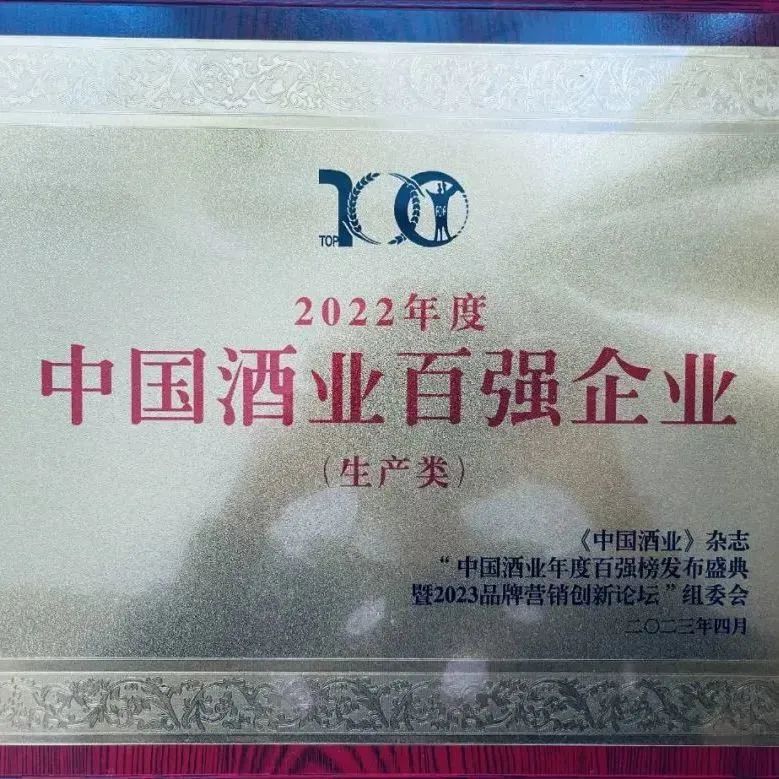 TOP100
2022年度
中国酒业百强企业
（生产类）
《中国酒业》杂志
“中国酒业年度百强榜发布盛典
暨2023品牌营销创新论坛”组委会
二〇二三年四月